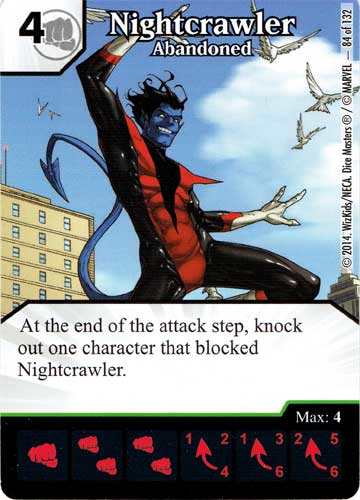 4
Nightcrawler
Abandoned
© 2014. WizKids/NECA. Dice Masters ® / © MARVEL — 84 of 132
At the end of the attack step, knock
out one character that blocked
Nightcrawler.
Max: 4
1 2 4
1 3 6
2 5 6